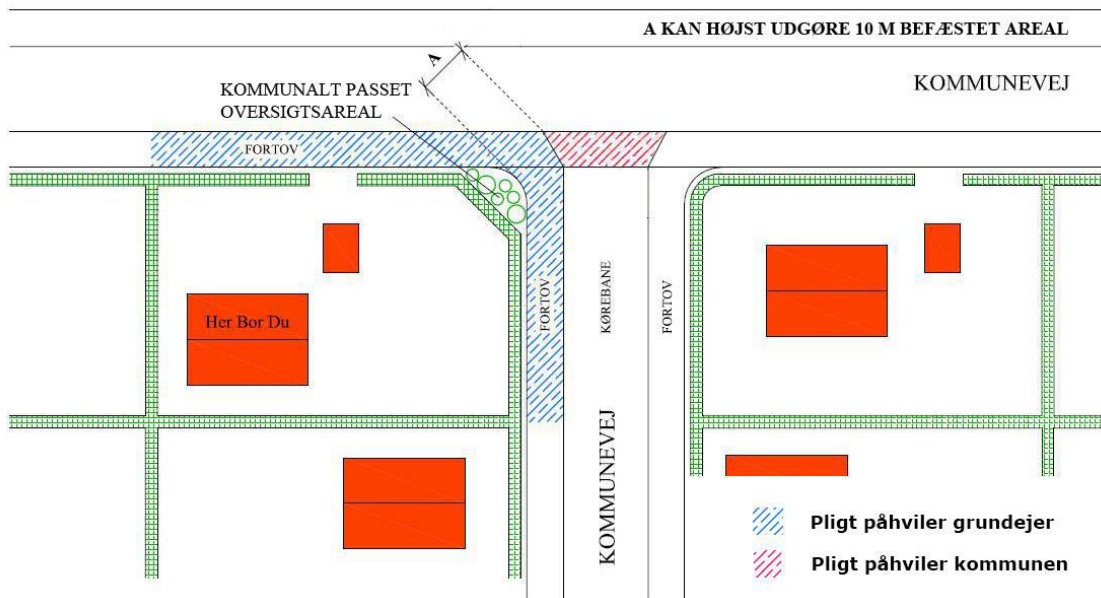 A KAN HØJST UDGØRE 10 M BEFÆSTET AREAL
A
KOMMUNEVEJ
KOMMUNALT PASSET
OVERSIGTSAREAL
FORTOV
Her Bor Du
FORTOV
KØREBANE
FORTOV
KOMMUNEVEJ
Pligt påhviler grundejer
Pligt påhviler kommunen